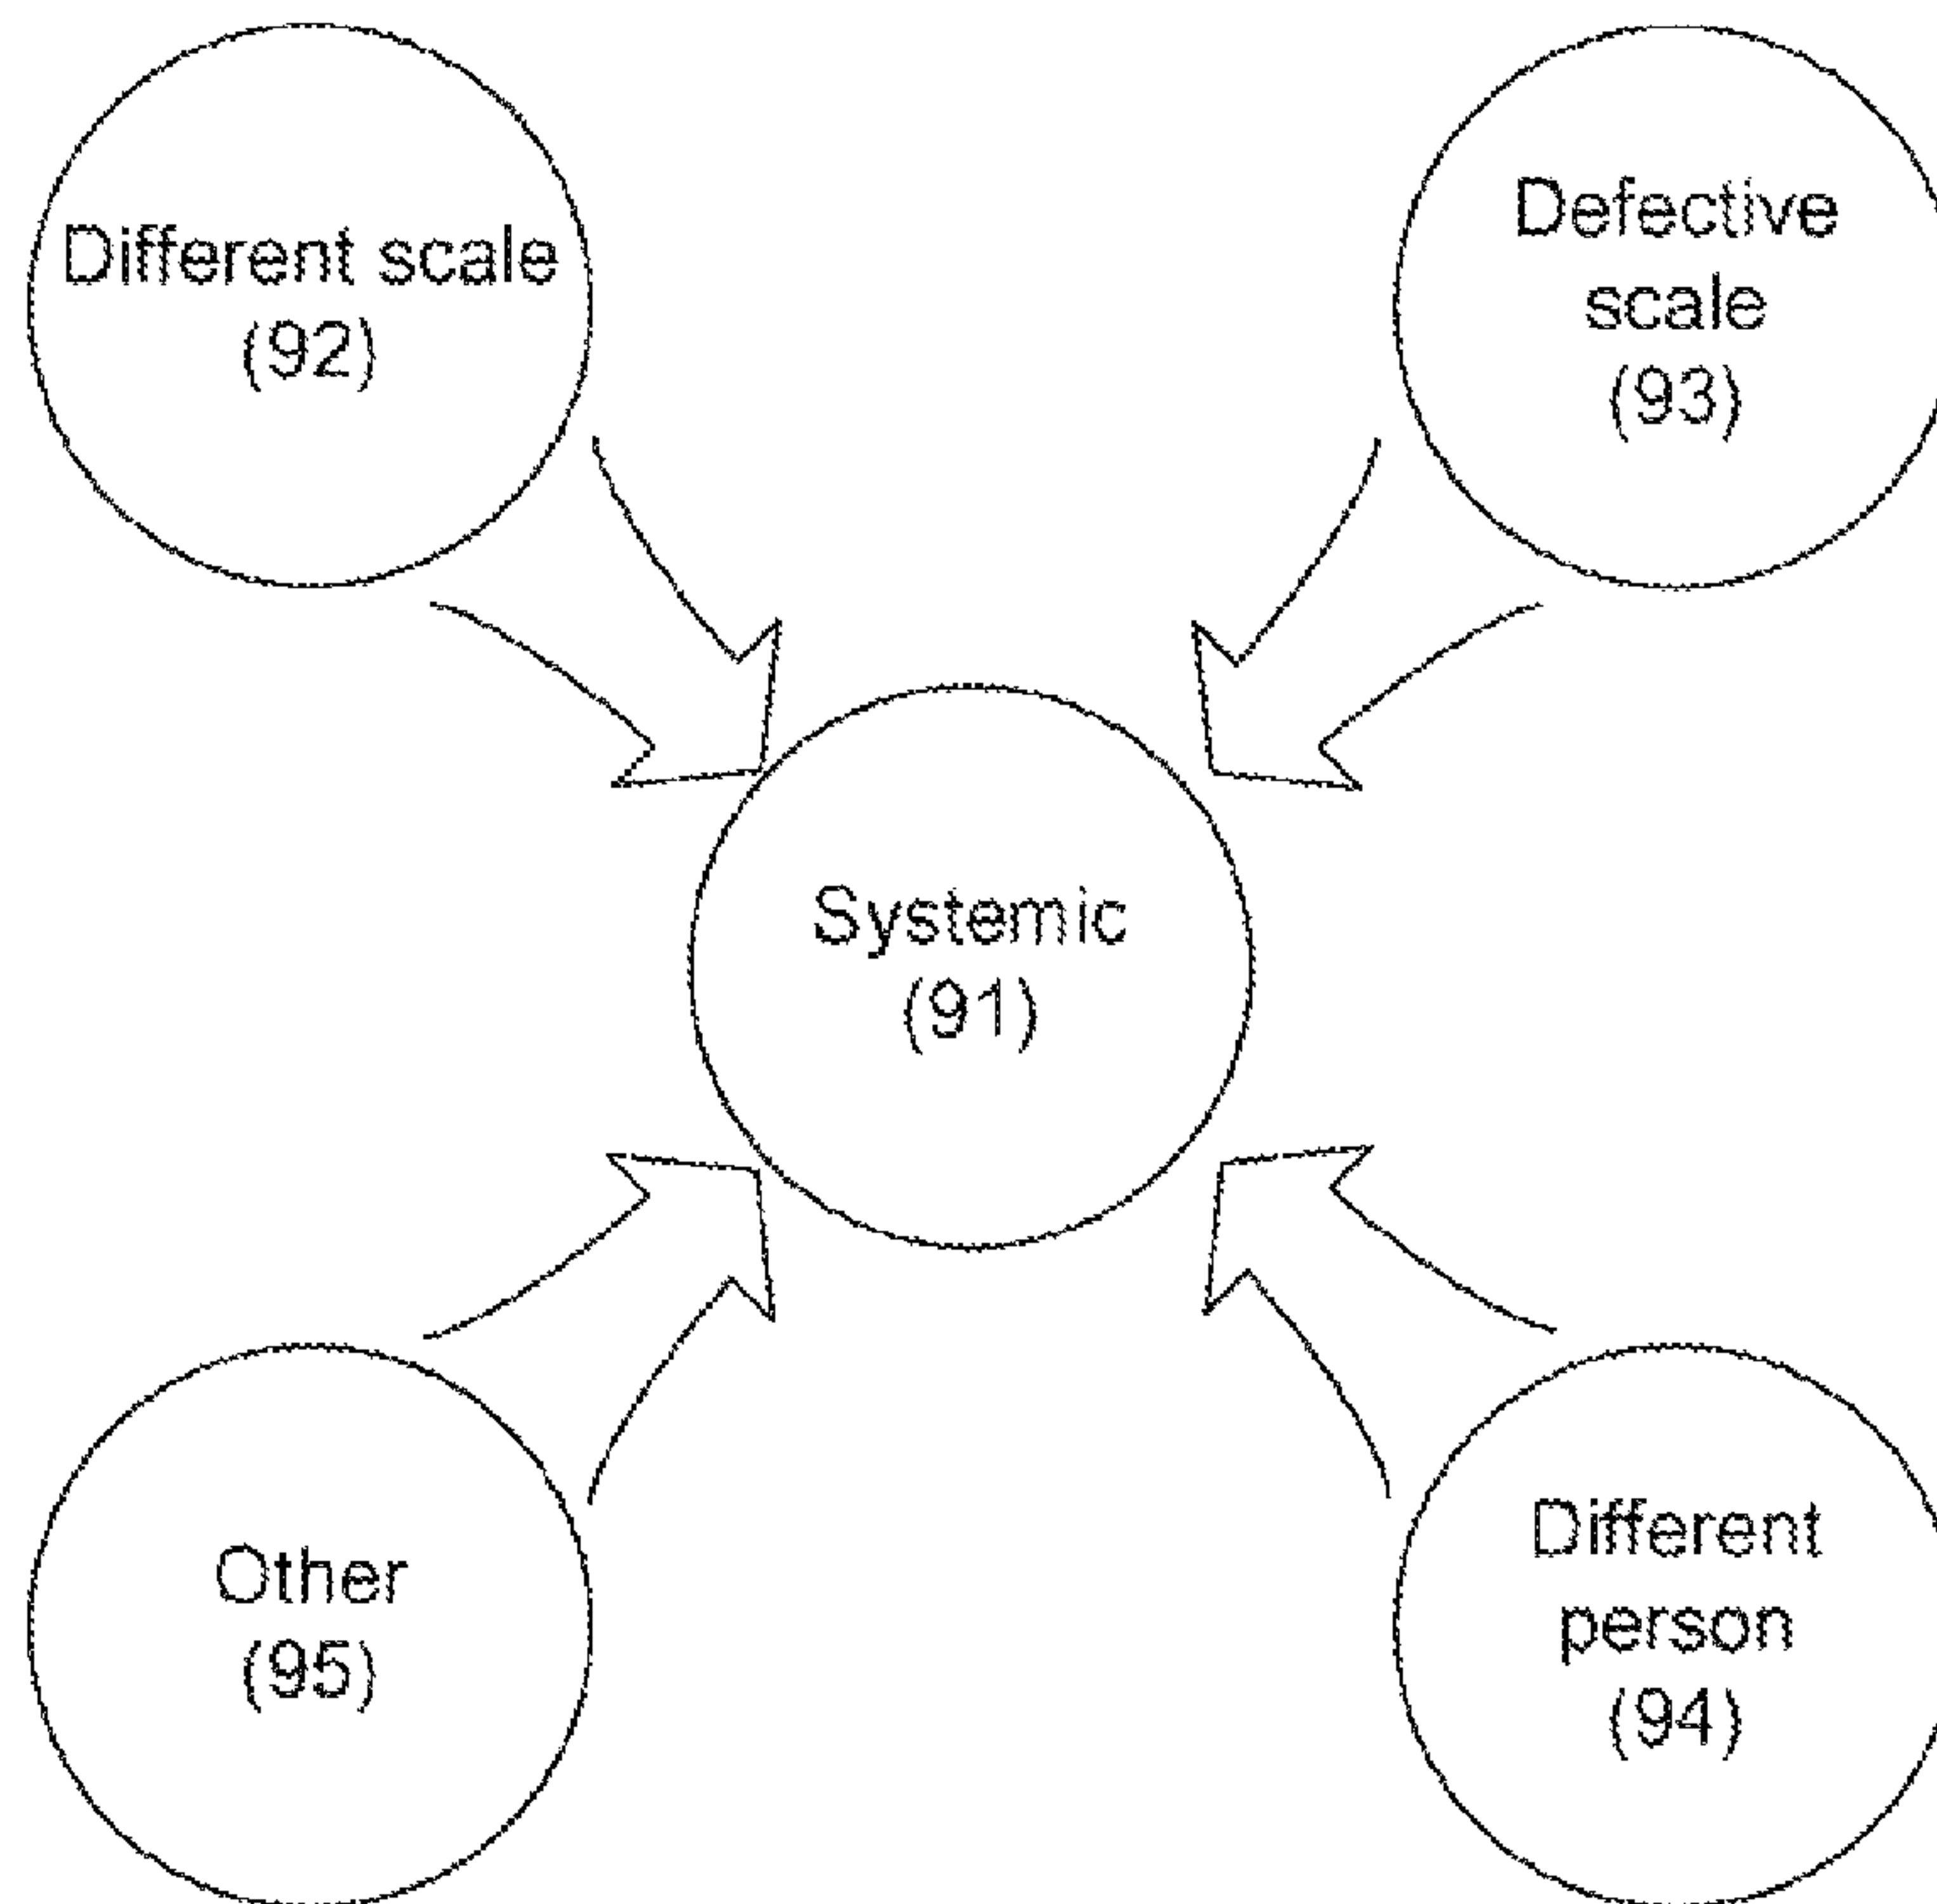 Different scale
(92)
Defective
scale
(93)
Systemic
(91)
Other
(95)
Different
person
(94)